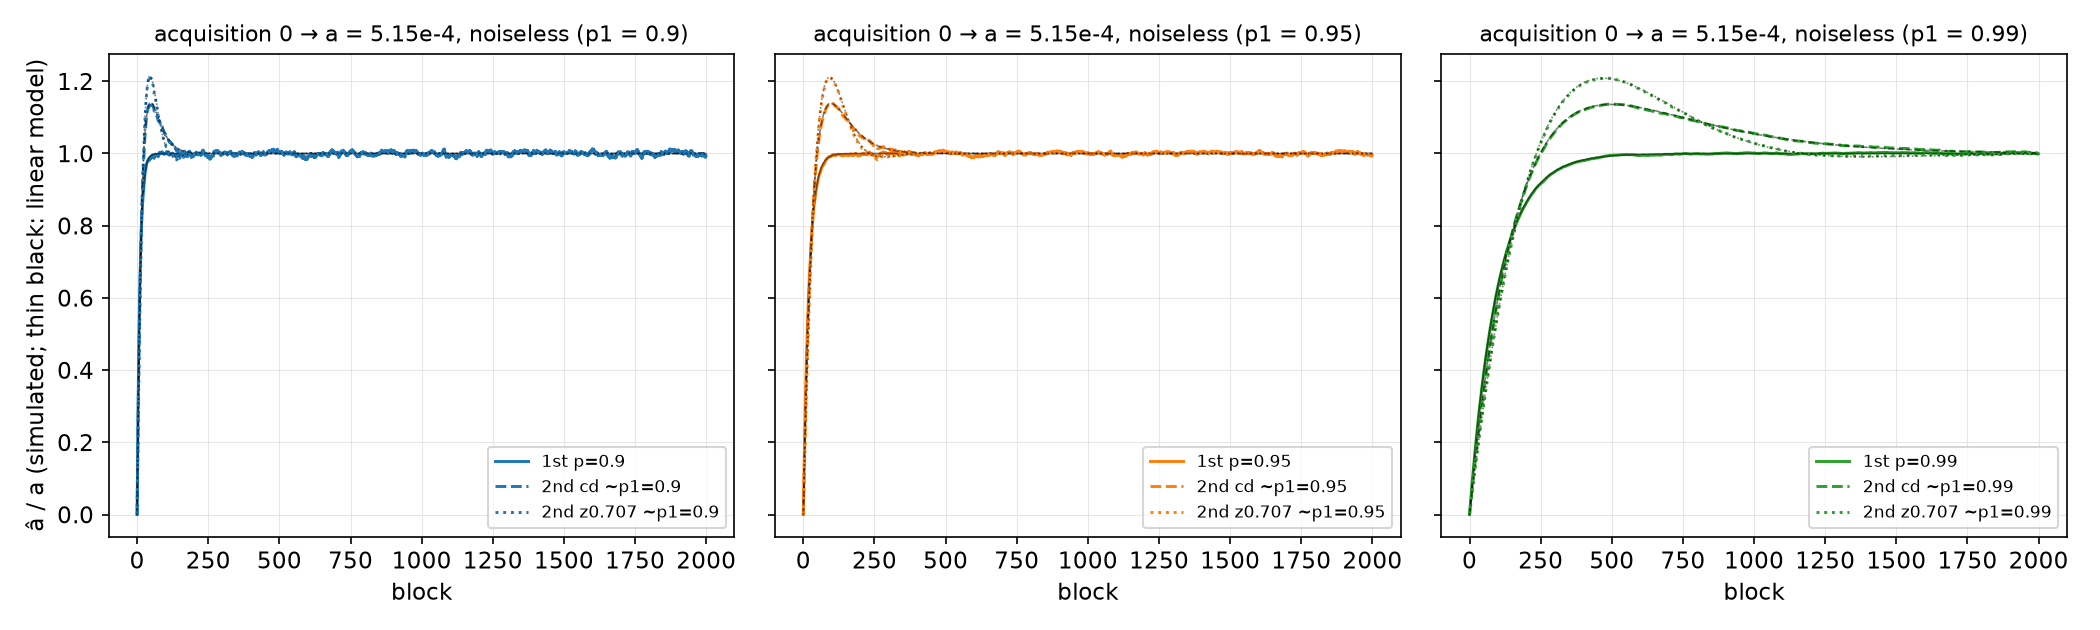 acquisition 0 → a = 5.15e-4, noiseless (p1 = 0.9)
acquisition 0 → a = 5.15e-4, noiseless (p1 = 0.95)
acquisition 0 → a = 5.15e-4, noiseless (p1 = 0.99)
â / a (simulated; thin black: linear model)
1.2
1.0
0.8
0.6
0.4
0.2
0.0
1st p=0.9
2nd cd ~p1=0.9
2nd z0.707 ~p1=0.9
1st p=0.95
2nd cd ~p1=0.95
2nd z0.707 ~p1=0.95
1st p=0.99
2nd cd ~p1=0.99
2nd z0.707 ~p1=0.99
0 250 500 750 1000 1250 1500 1750 2000
0 250 500 750 1000 1250 1500 1750 2000
0 250 500 750 1000 1250 1500 1750 2000
block
block
block